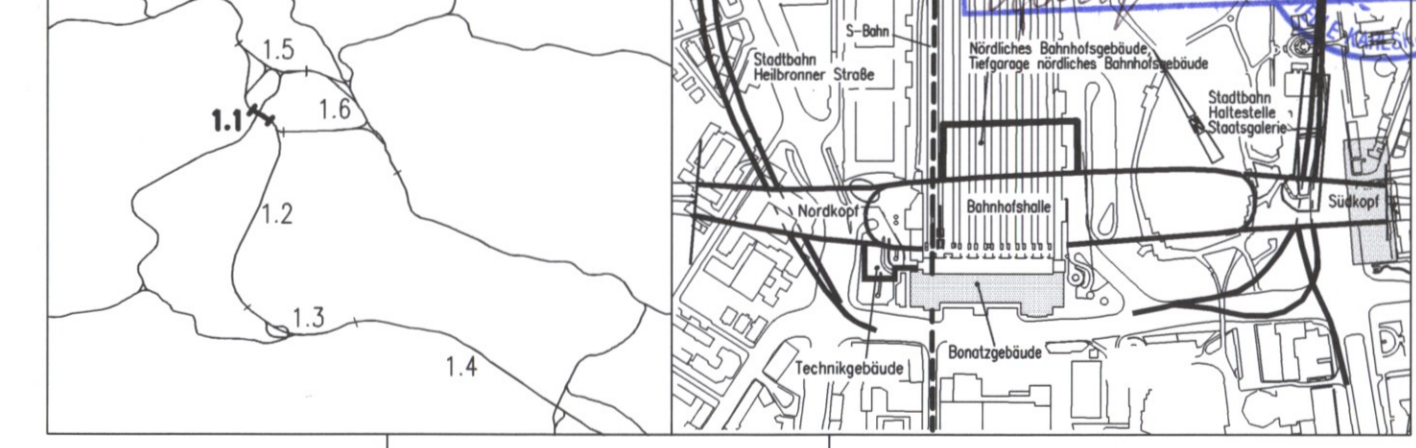 1.5
1.6
1.1
1.2
1.3
1.4
S-Bahn
Stadtbahn
Heilbronner Straße
Nördliches Bahnhofsgebäude,
Tiefgarage nördliches Bahnhofsgebäude
Stadtbahn
Haltestelle
Staatsgalerie
Nordkopf
Bahnhofshalle
Südkopf
Technikgebäude
Bonatzgebäude